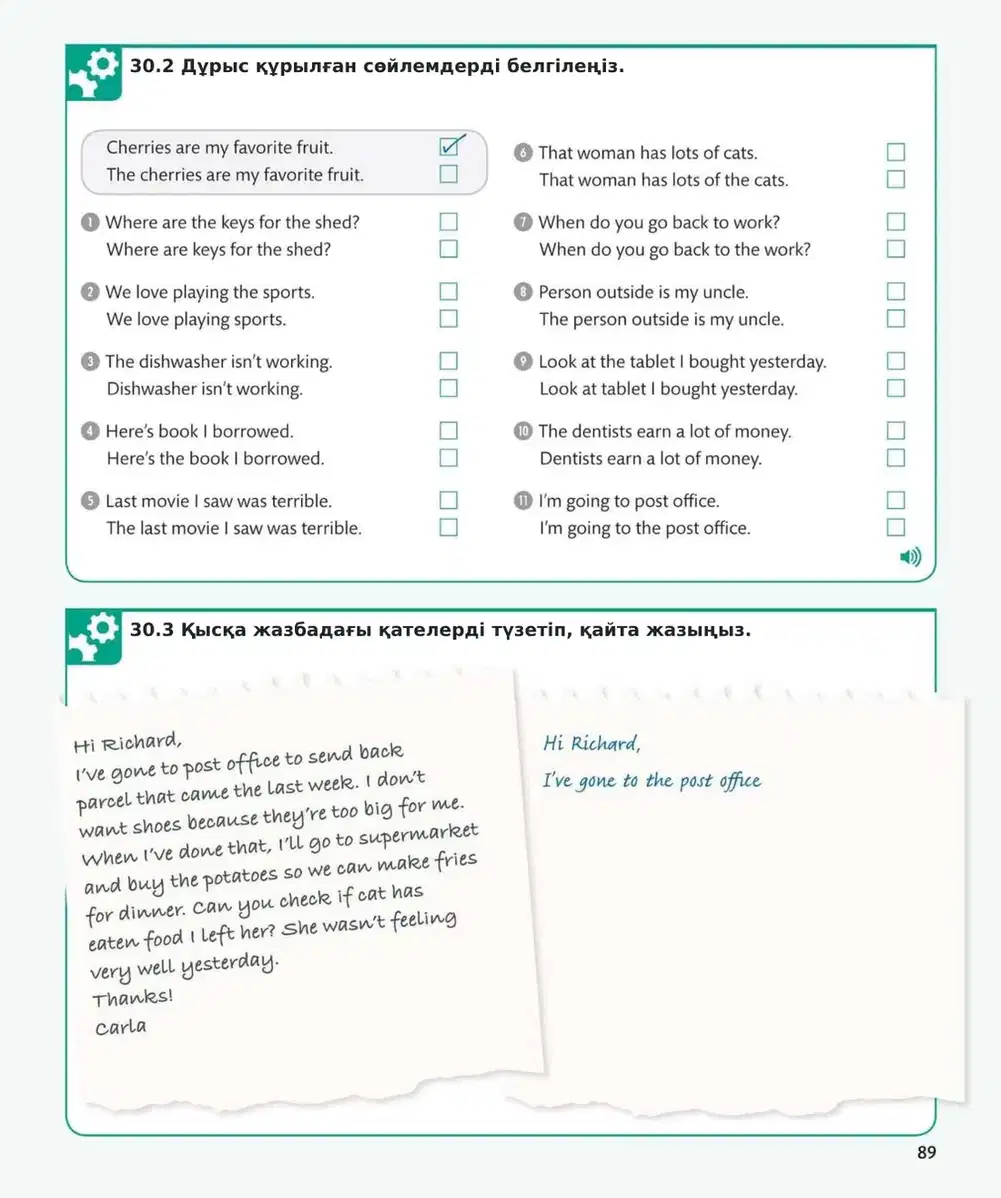 30.2 Дұрыс құрылған сөйлемдерді белгілеңіз.
Cherries are my favorite fruit.
The cherries are my favorite fruit.
1 Where are the keys for the shed?
Where are keys for the shed?
2 We love playing the sports.
We love playing sports.
3 The dishwasher isn't working.
Dishwasher isn't working.
4 Here's book I borrowed.
Here's the book I borrowed.
5 Last movie I saw was terrible.
The last movie I saw was terrible.
6 That woman has lots of cats.
That woman has lots of the cats.
7 When do you go back to work?
When do you go back to the work?
8 Person outside is my uncle.
The person outside is my uncle.
9 Look at the tablet I bought yesterday.
Look at tablet I bought yesterday.
10 The dentists earn a lot of money.
Dentists earn a lot of money.
11 I'm going to post office.
I'm going to the post office.
30.3 Қысқа жазбадағы қателерді түзетіп, қайта жазыңыз.
Hi Richard,
I've gone to post office to send back
parcel that came the last week. I don't
want shoes because they're too big for me.
When I've done that, I'll go to supermarket
and buy the potatoes so we can make fries
for dinner. Can you check if cat has
eaten food I left her? She wasn't feeling
very well yesterday.
Thanks!
Carla
Hi Richard,
I've gone to the post office
89